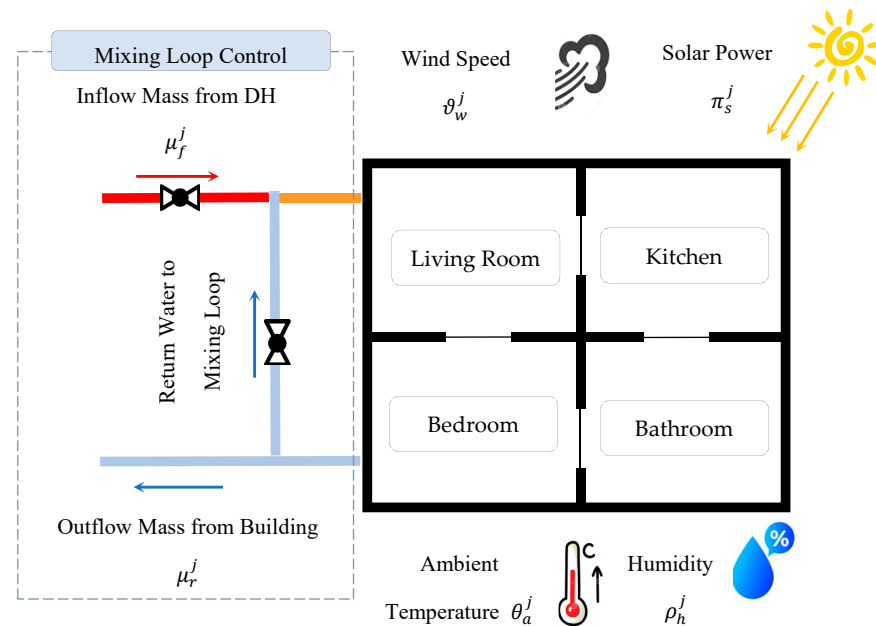 Mixing Loop Control
Inflow Mass from DH
μ_f^j
Return Water to
Mixing Loop
Outflow Mass from Building
μ_r^j
Wind Speed
ϑ_w^j
Solar Power
π_s^j
Living Room
Kitchen
Bedroom
Bathroom
Ambient
Temperature θ_a^j
C
Humidity
ρ_h^j
%